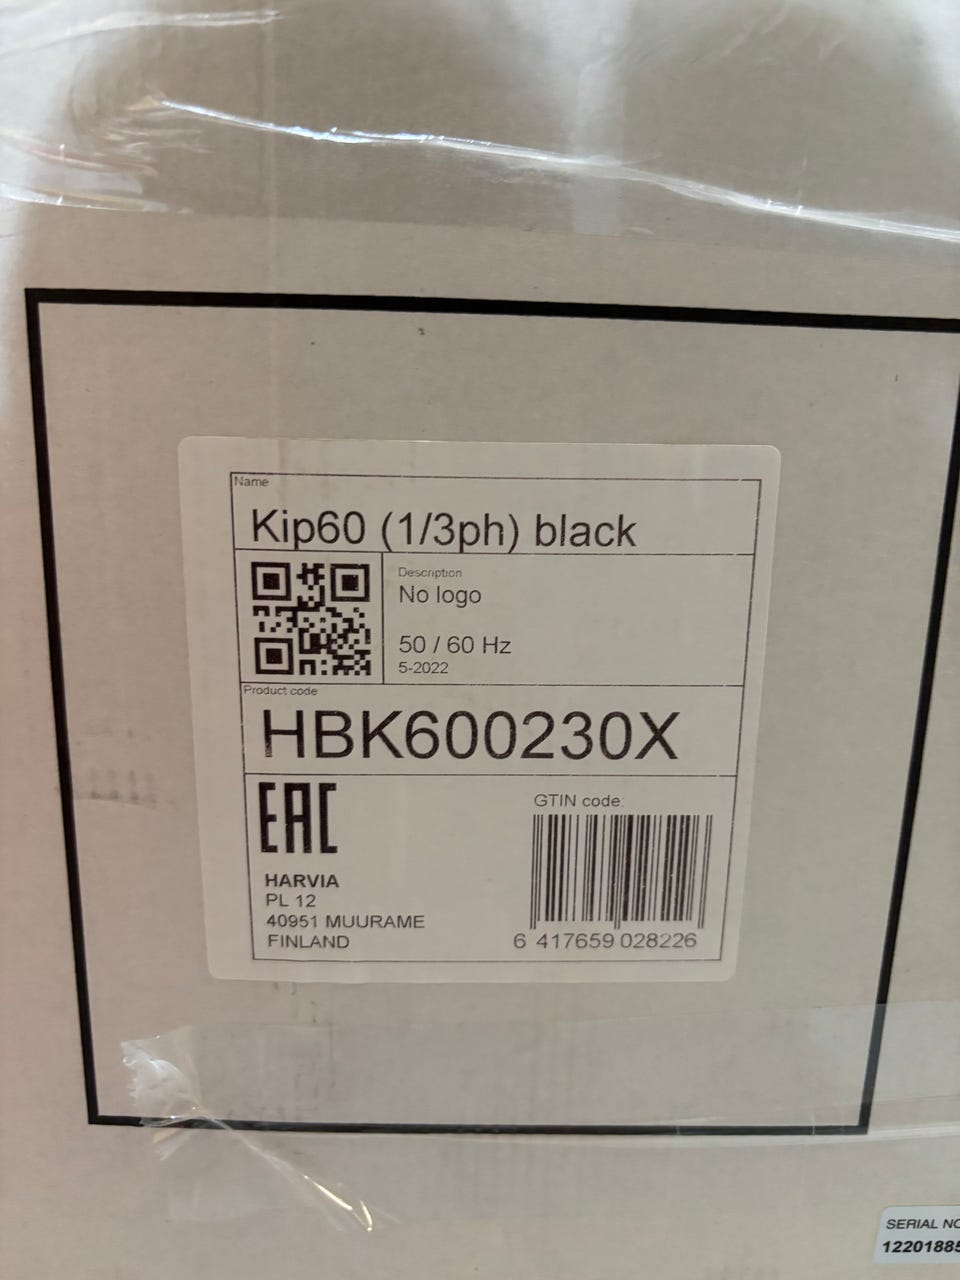 Name
Kip60 (1/3ph) black
Description
No logo
50 / 60 Hz
5-2022
Product code
HBK600230X
EAC
GTIN code:
HARVIA
PL 12
40951 MUURAME
FINLAND
6 417659 028226
SERIAL NO
1220188